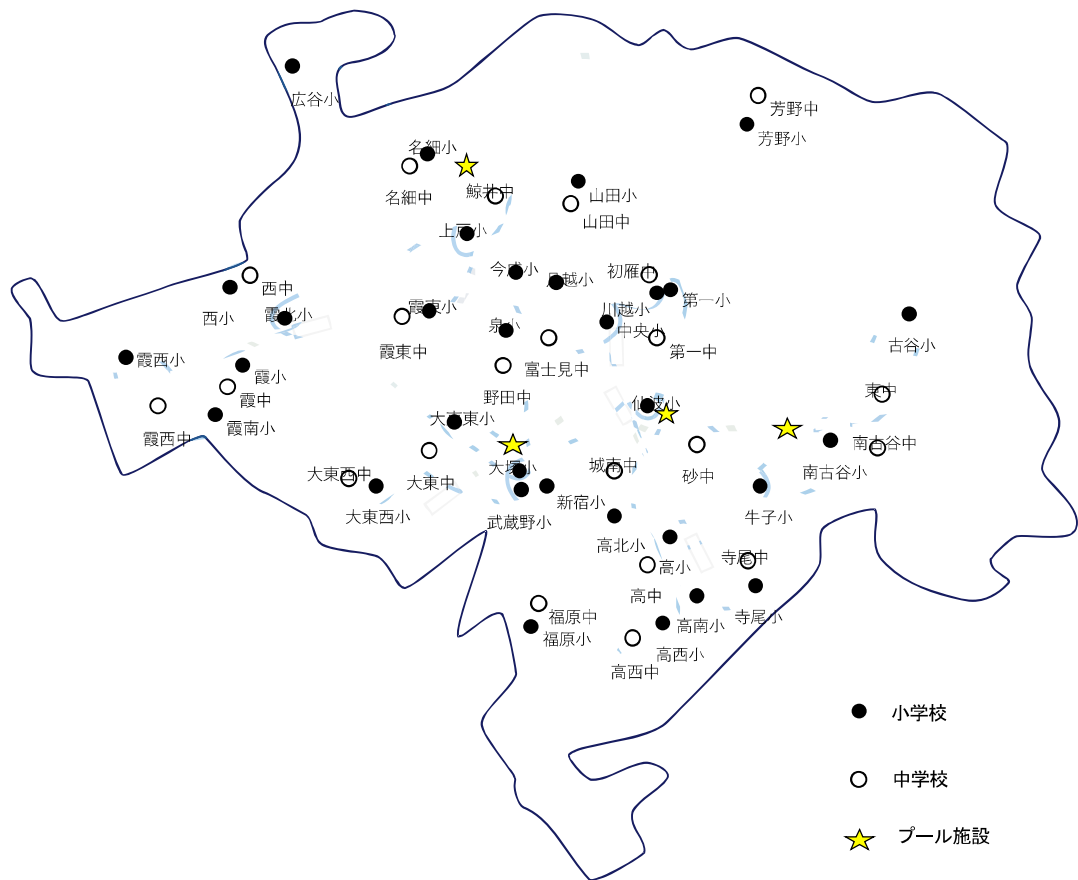 広谷小
芳野中
芳野小
名細小
名細中
鯨井中
山田小
山田中
上戸小
今成小
月越小
初雁中
西中
西小
霞北小
霞東小
霞東中
泉小
川越小
第一小
中央小
第一中
富士見中
古谷小
霞西小
霞小
霞中
野田中
仙波小
東中
霞南小
霞西中
大東東小
南古谷中
大東西中
大東中
大塚小
城南中
砂中
南古谷小
大東西小
武蔵野小
新宿小
牛子小
高北小
高小
寺尾中
高中
福原中
福原小
高南小
寺尾小
高西小
高西中
小学校
中学校
プール施設